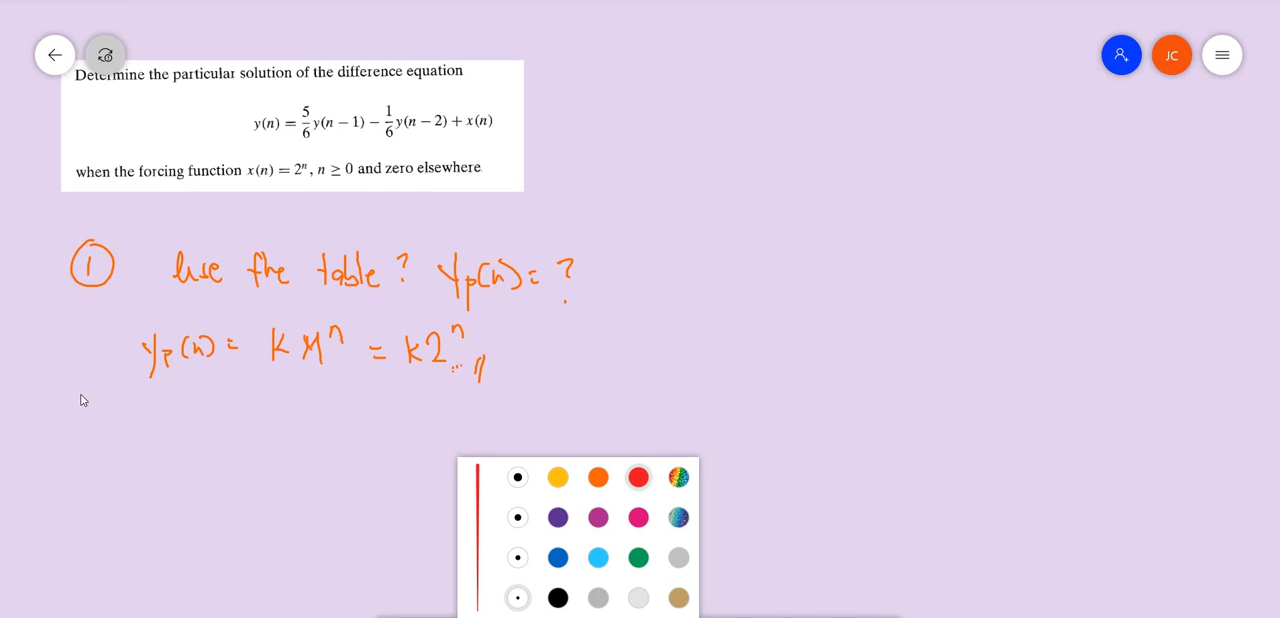 JC
Determine the particular solution of the difference equation
y(n) = 5/6 y(n − 1) − 1/6 y(n − 2) + x(n)
when the forcing function x(n) = 2ⁿ, n ≥ 0 and zero elsewhere
① Use the table? yp(n) = ?
yp(n) = K Mⁿ = K2ⁿ